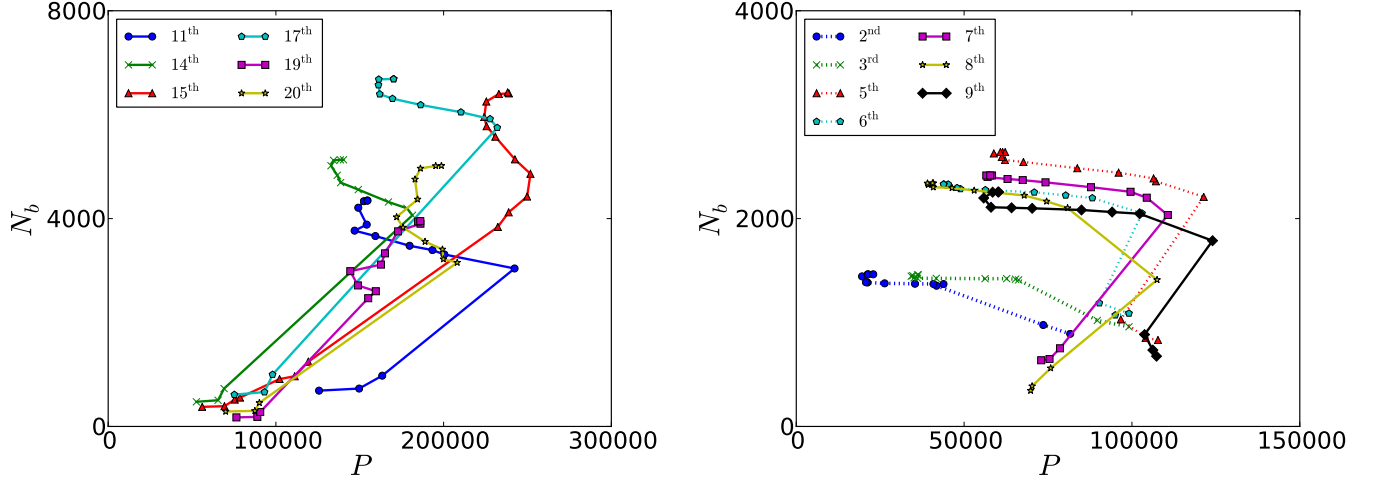 8000
4000
0
N_b
0 100000 200000 300000
P
11th 17th
14th 19th
15th 20th
4000
2000
0
N_b
0 50000 100000 150000
P
2nd 7th
3rd 8th
5th 9th
6th